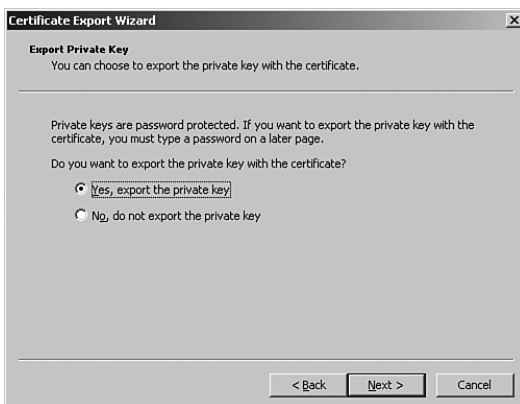 Certificate Export Wizard
Export Private Key
You can choose to export the private key with the certificate.
Private keys are password protected. If you want to export the private key with the
certificate, you must type a password on a later page.
Do you want to export the private key with the certificate?
Yes, export the private key
No, do not export the private key
< Back
Next >
Cancel